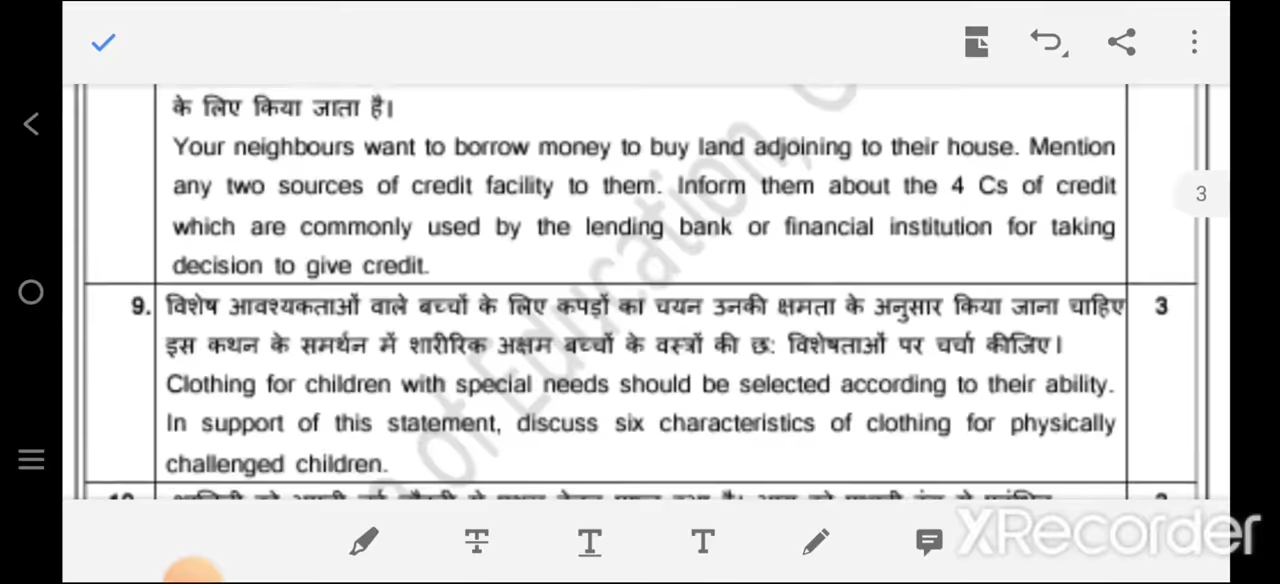 के लिए किया जाता है।
Your neighbours want to borrow money to buy land adjoining to their house. Mention
any two sources of credit facility to them. Inform them about the 4 Cs of credit
which are commonly used by the lending bank or financial institution for taking
decision to give credit.
3
9. विशेष आवश्यकताओं वाले बच्चों के लिए कपड़ों का चयन उनकी क्षमता के अनुसार किया जाना चाहिए 3
इस कथन के समर्थन में शारीरिक अक्षम बच्चों के वस्त्रों की छः विशेषताओं पर चर्चा कीजिए।
Clothing for children with special needs should be selected according to their ability.
In support of this statement, discuss six characteristics of clothing for physically
challenged children.
of Education,
XRecorder